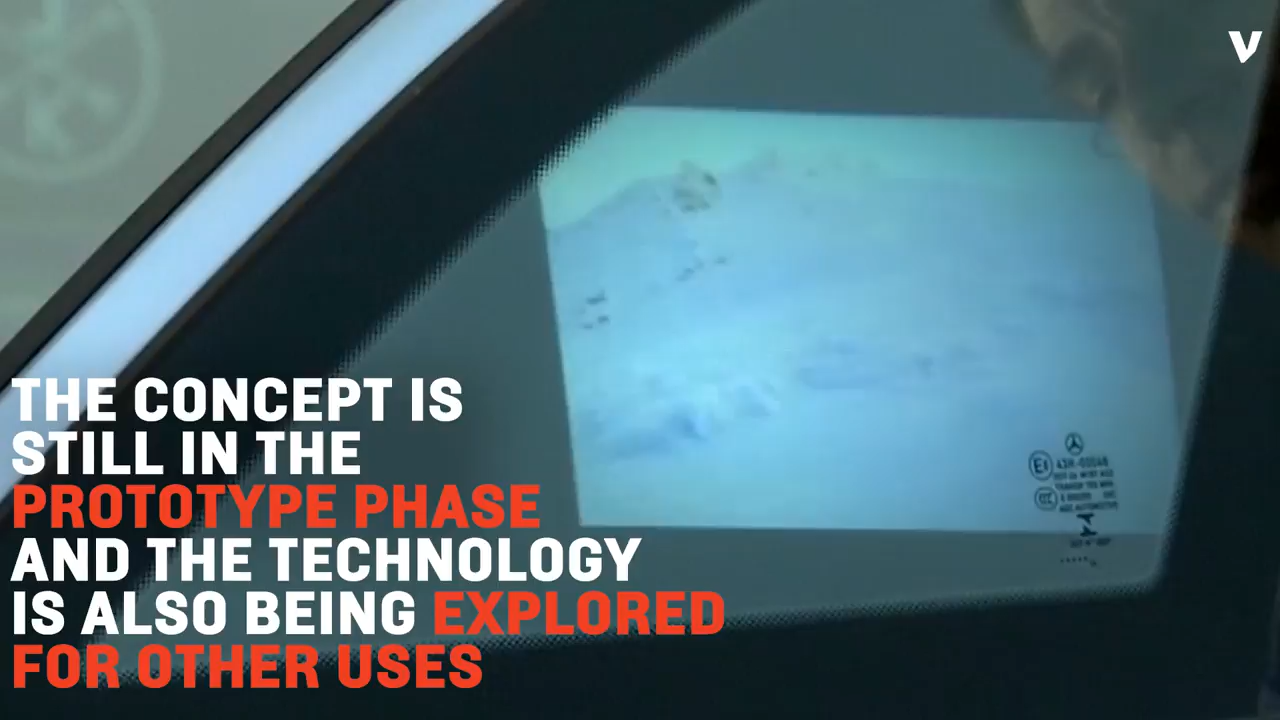 V
THE CONCEPT IS
STILL IN THE
PROTOTYPE PHASE
AND THE TECHNOLOGY
IS ALSO BEING EXPLORED
FOR OTHER USES